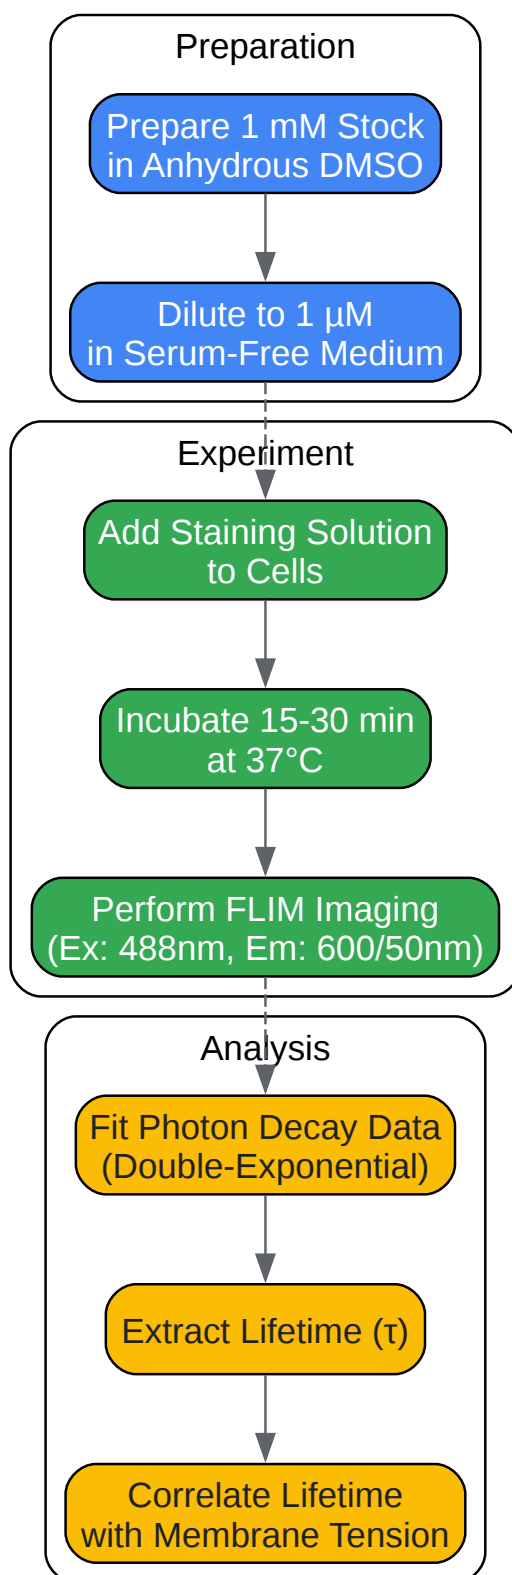 Preparation
Prepare 1 mM Stock
in Anhydrous DMSO
Dilute to 1 µM
in Serum-Free Medium
Experiment
Add Staining Solution
to Cells
Incubate 15-30 min
at 37°C
Perform FLIM Imaging
(Ex: 488nm, Em: 600/50nm)
Analysis
Fit Photon Decay Data
(Double-Exponential)
Extract Lifetime (τ)
Correlate Lifetime
with Membrane Tension